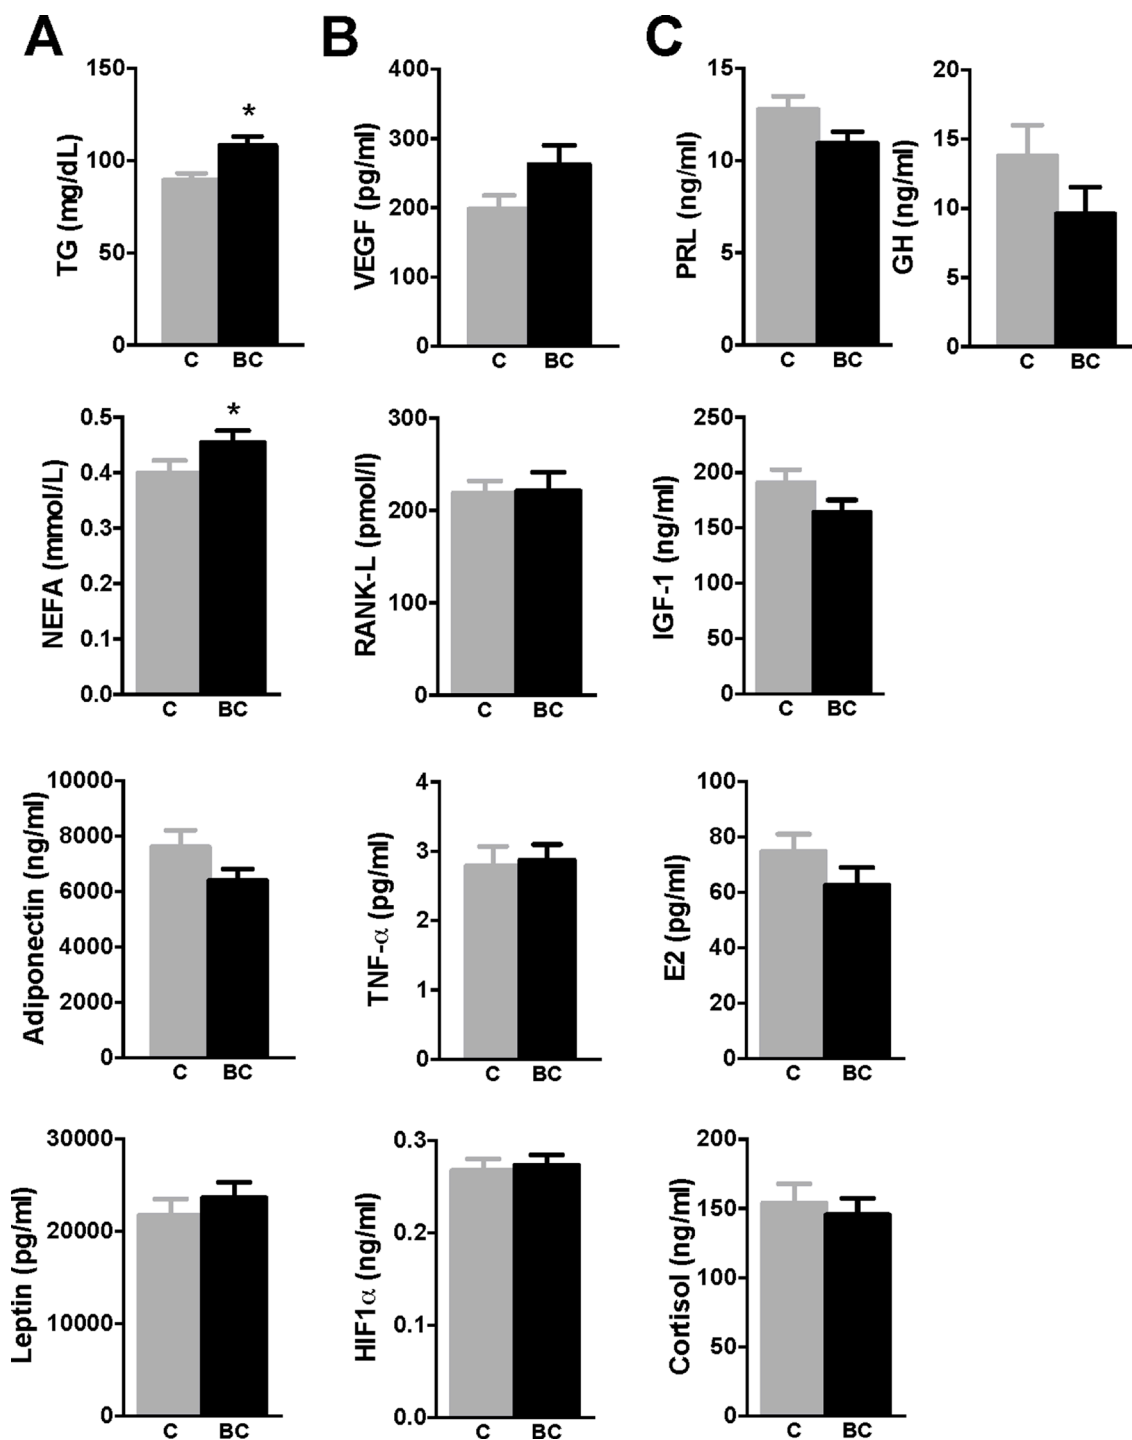 A
B
C
TG (mg/dL)
150
100
50
0
*
C BC
VEGF (pg/ml)
400
300
200
100
0
C BC
PRL (ng/ml)
15
10
5
0
C BC
GH (ng/ml)
20
15
10
5
0
C BC
NEFA (mmol/L)
0.5
0.4
0.3
0.2
0.1
0.0
*
C BC
RANK-L (pmol/l)
300
200
100
0
C BC
IGF-1 (ng/ml)
250
200
150
100
50
0
C BC
Adiponectin (ng/ml)
10000
8000
6000
4000
2000
0
C BC
TNF-α (pg/ml)
4
3
2
1
0
C BC
E2 (pg/ml)
100
80
60
40
20
0
C BC
Leptin (pg/ml)
30000
20000
10000
0
C BC
HIF1α (ng/ml)
0.3
0.2
0.1
0.0
C BC
Cortisol (ng/ml)
200
150
100
50
0
C BC